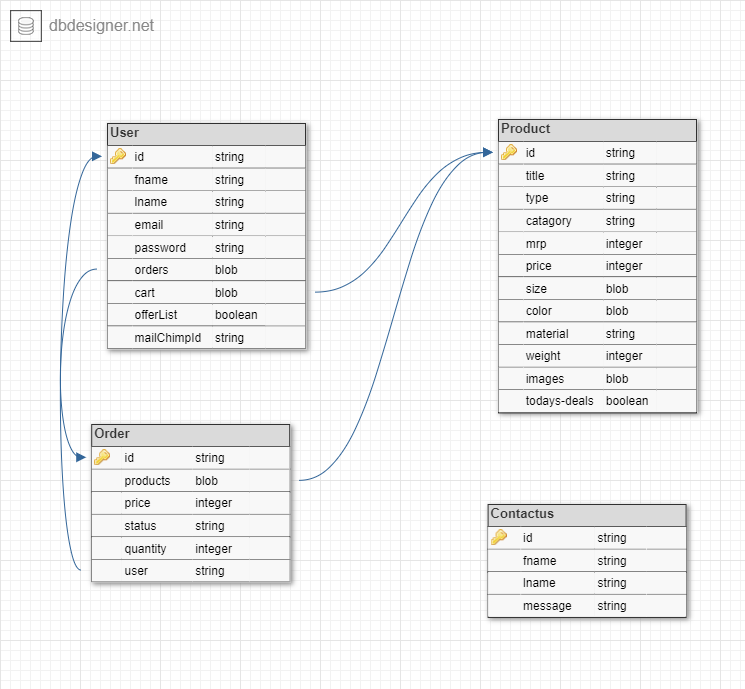 dbdesigner.net
User
id string
fname string
lname string
email string
password string
orders blob
cart blob
offerList boolean
mailChimpId string
Product
id string
title string
type string
catagory string
mrp integer
price integer
size blob
color blob
material string
weight integer
images blob
todays-deals boolean
Order
id string
products blob
price integer
status string
quantity integer
user string
Contactus
id string
fname string
lname string
message string